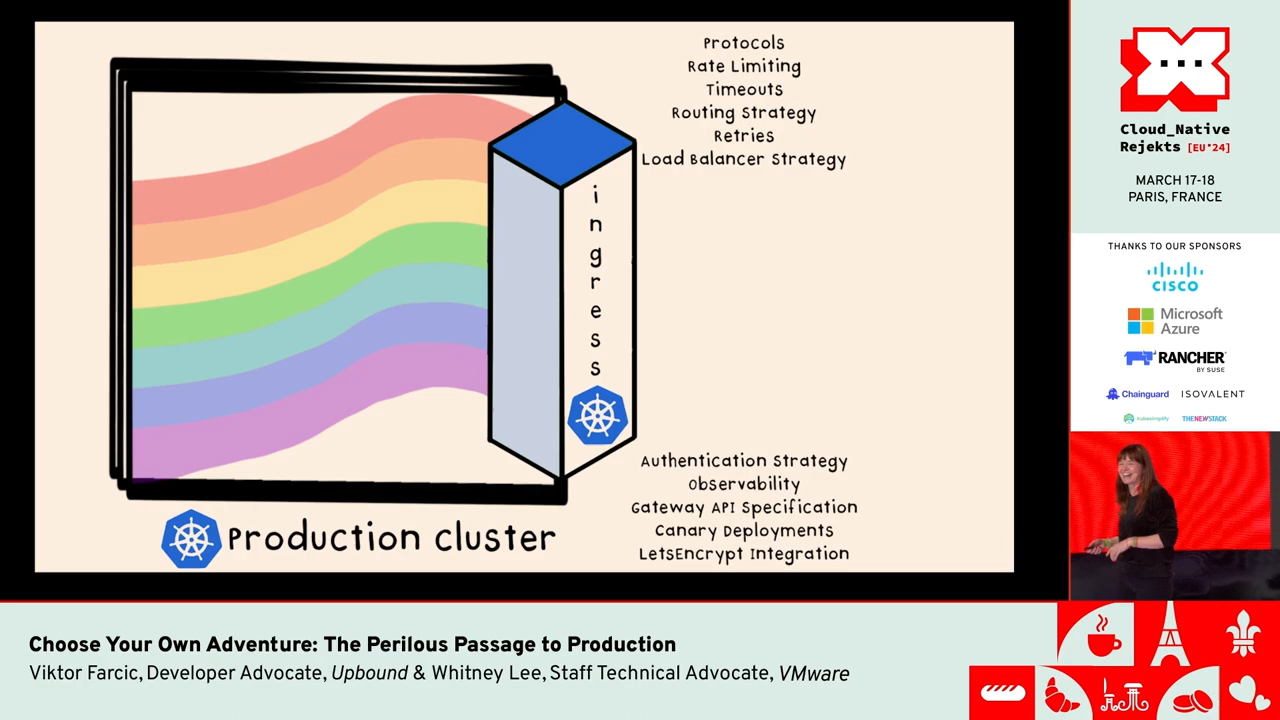 Protocols
Rate Limiting
Timeouts
Routing Strategy
Retries
Load Balancer Strategy
ingress
Authentication Strategy
Observability
Gateway API Specification
Canary Deployments
LetsEncrypt Integration
Production cluster
Cloud_Native
Rejekts [EU'24]
MARCH 17-18
PARIS, FRANCE
THANKS TO OUR SPONSORS
CISCO
Microsoft
Azure
RANCHER
BY SUSE
Chainguard ISOVALENT
kubesimplify THENEWSTACK
Choose Your Own Adventure: The Perilous Passage to Production
Viktor Farcic, Developer Advocate, Upbound & Whitney Lee, Staff Technical Advocate, VMware